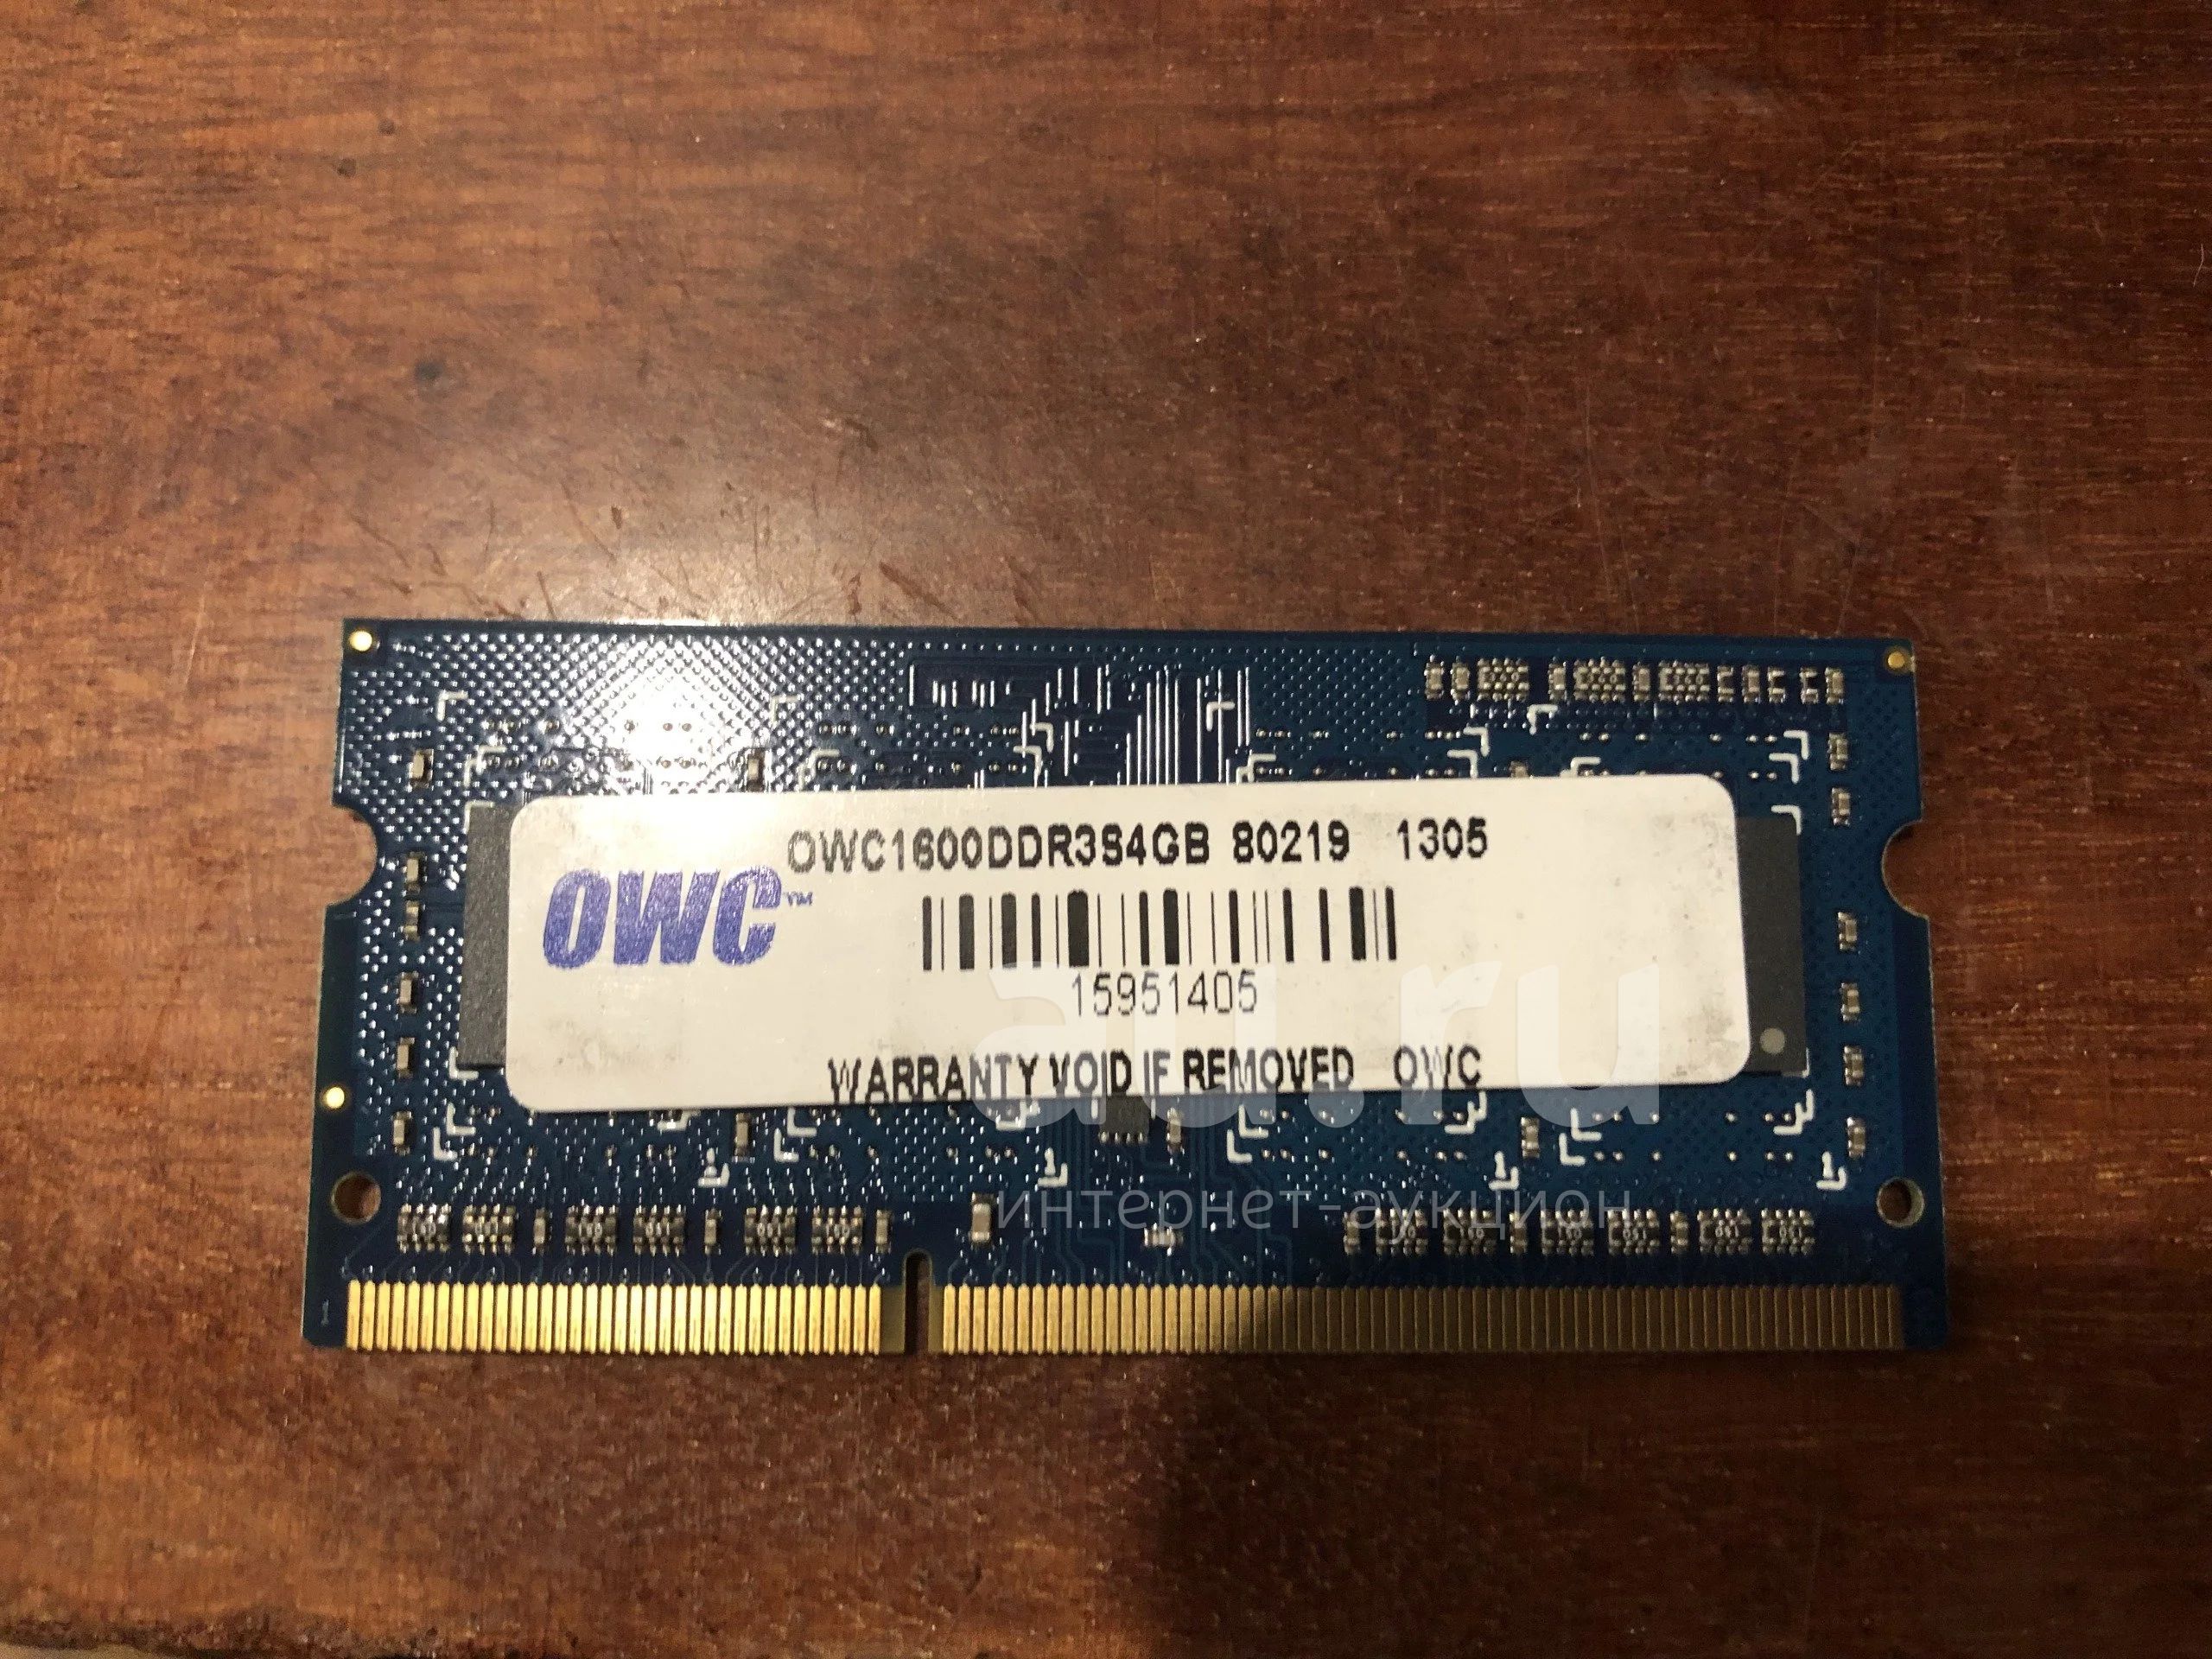 OWC1600DDR3S4GB 80219 1305
OWC™
15951405
WARRANTY VOID IF REMOVED OWC
au.ru
интернет-аукцион